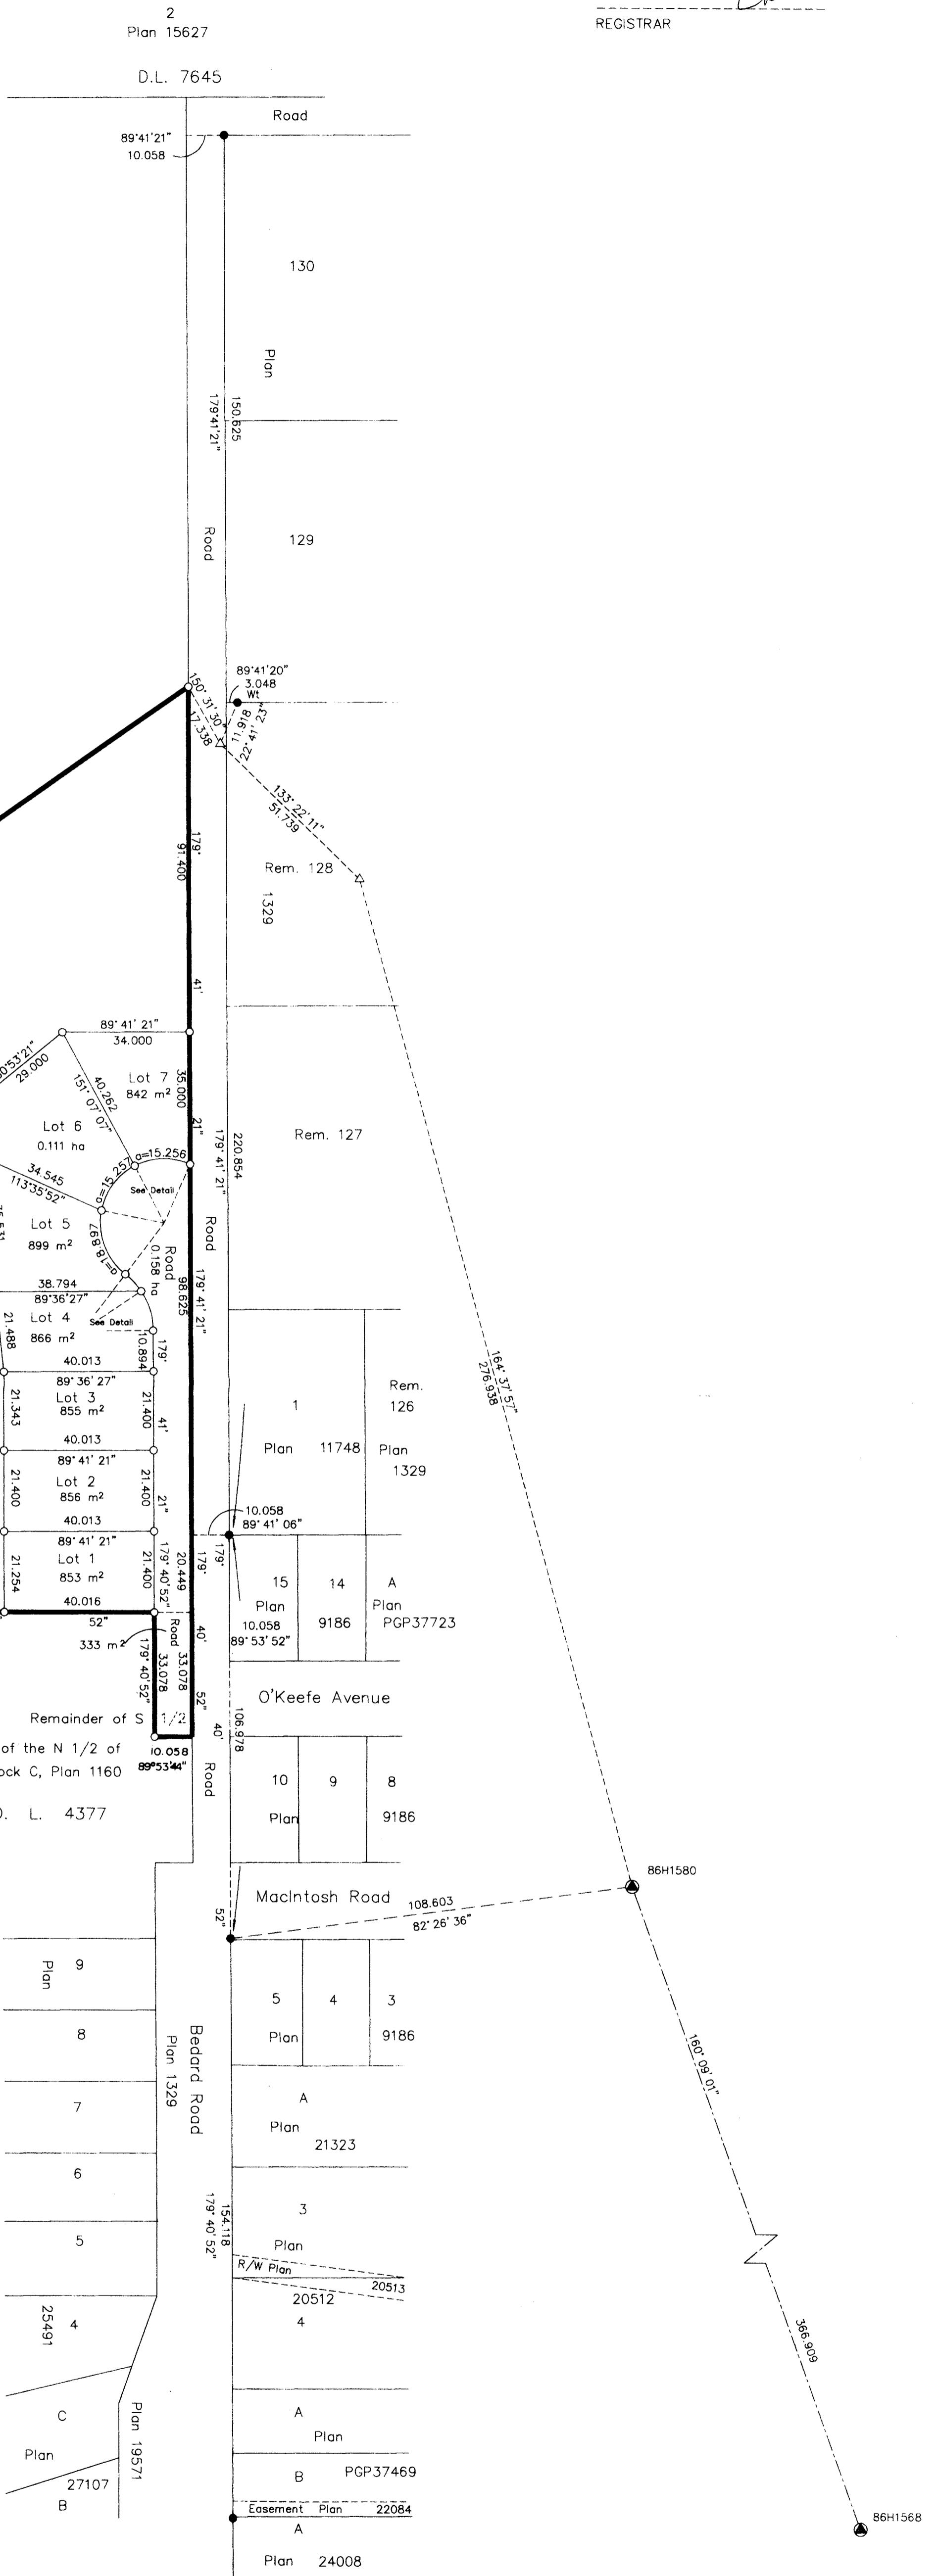 2
Plan 15627
REGISTRAR
D.L. 7645
Road
89°41'21"
10.058
130
Plan
150.625
179°41'21"
129
Road
89°41'20"
3.048
Wt
150° 31' 30"
17.338
11.918
22° 41' 23"
133° 22' 11"
51.739
179°
91.400
Rem. 128
1329
41'
89° 41' 21"
34.000
29.000
40.262
151° 07' 07"
Lot 7
842 m²
35.000
21"
Lot 6
0.111 ha
220.854
179° 41' 21"
Rem. 127
a=15.257
a=15.256
See Detail
34.545
113°35'52"
Lot 5
899 m²
a=18.897
Road
0.158 ha
98.625
Road
179° 41' 21"
38.794
89°36'27"
21.488
Lot 4
866 m²
See Detail
10.894
179°
164° 37' 57"
276.938
40.013
89° 36' 27"
Lot 3
855 m²
21.343
21.400
41'
1
Plan 11748
Rem.
126
Plan
1329
40.013
89° 41' 21"
Lot 2
856 m²
21.400
21.400
21"
10.058
89° 41' 06"
40.013
89° 41' 21"
Lot 1
853 m²
21.254
21.400
179° 40' 52"
20.449
179°
179°
15
Plan
14
9186
A
Plan
PGP37723
10.058
89° 53' 52"
40.016
52"
333 m²
Road
179° 40' 52"
33.078
33.078
40'
52"
O'Keefe Avenue
Remainder of S 1/2
of the N 1/2 of
ock C, Plan 1160
10.058
89°53'44"
40'
106.978
Road
10
Plan
9
8
9186
D. L. 4377
86H1580
MacIntosh Road
108.603
82° 26' 36"
52"
9
Plan
8
7
6
5
4
25491
5
Plan
4
3
9186
Bedard Road
Plan 1329
160° 09' 01"
A
Plan
21323
3
Plan
154.118
179° 40' 52"
R/W Plan
20513
20512
4
366.909
C
Plan
27107
B
Plan 19571
A
Plan
B
PGP37469
Easement Plan 22084
A
Plan 24008
86H1568